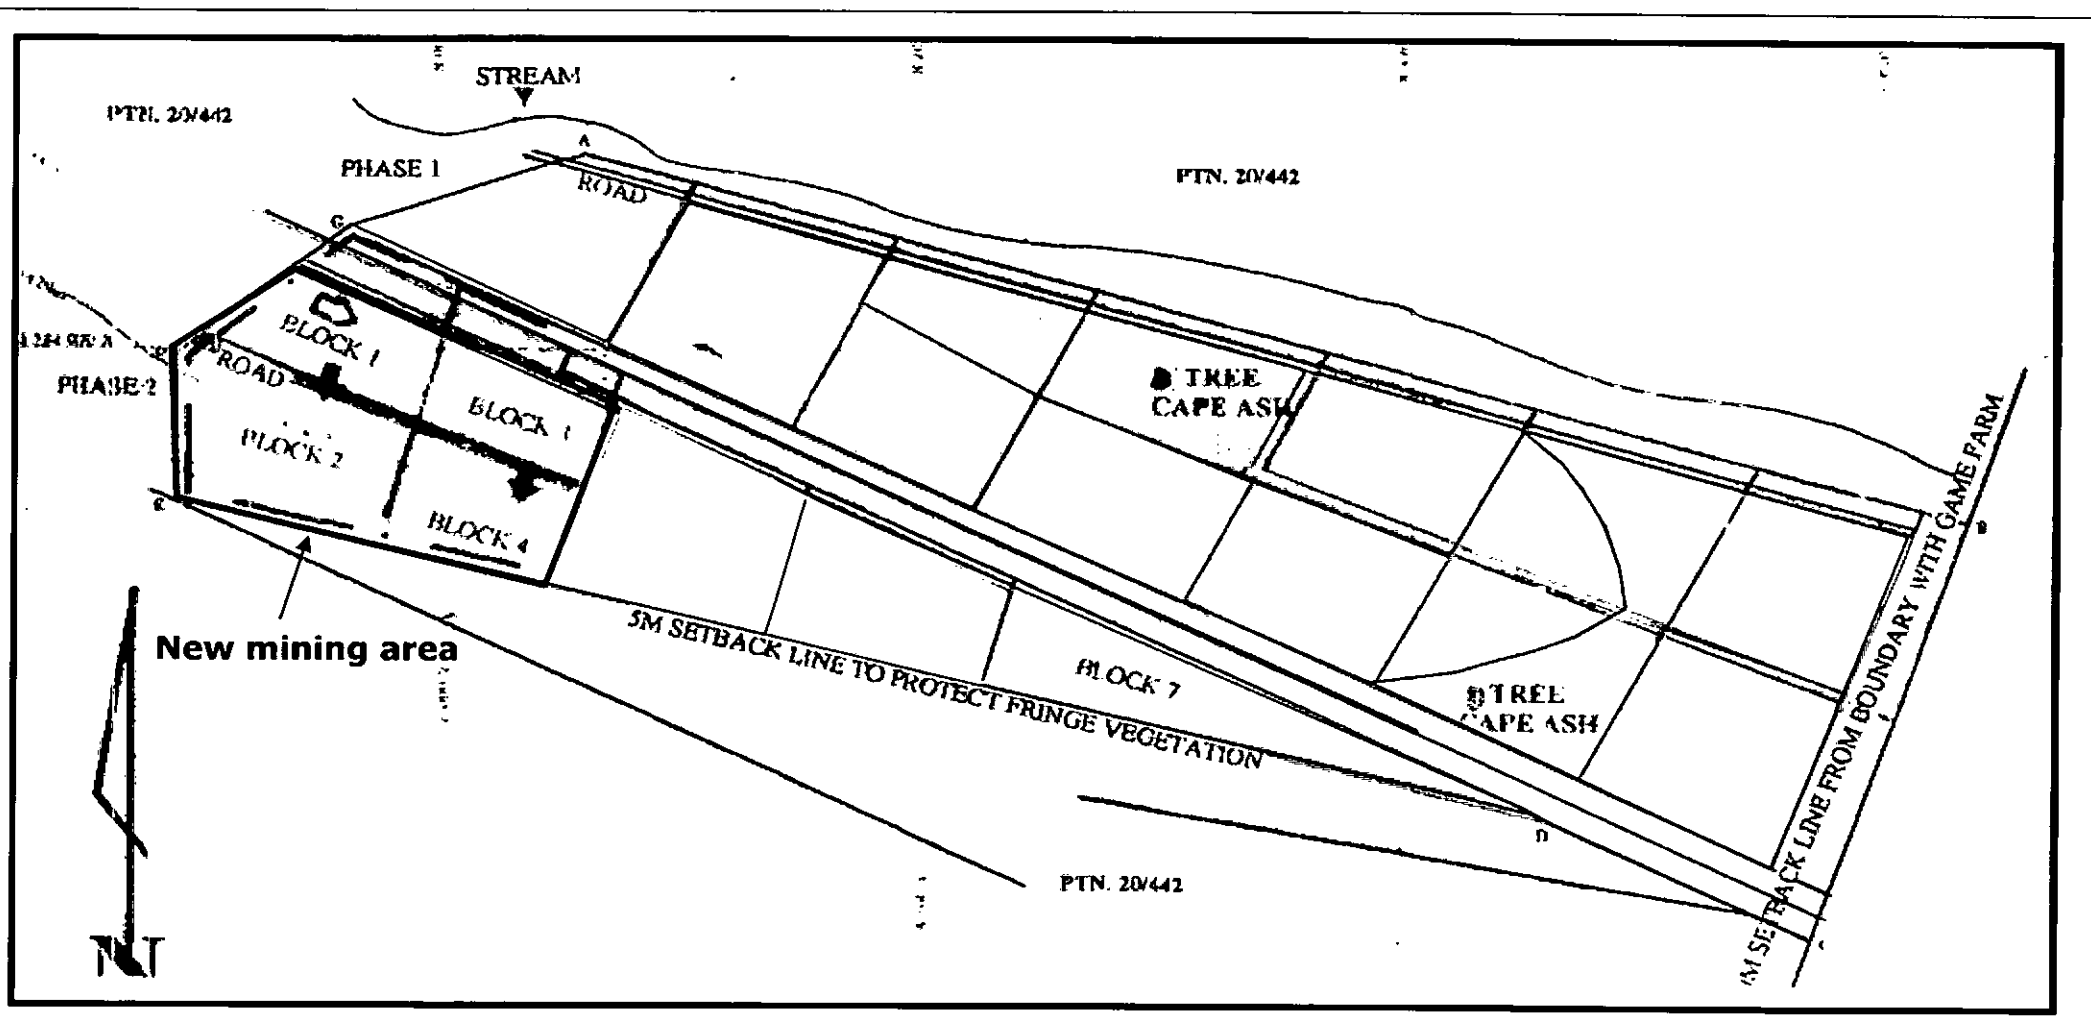 STREAM
PTN. 20/442
A
PHASE 1
ROAD
PTN. 20/442
G
BLOCK 1
ROAD
PHASE 2
TREE
CAPE ASH
BLOCK 2
BLOCK 4
New mining area
5M SETBACK LINE TO PROTECT FRINGE VEGETATION
BLOCK 7
TREE
CAPE ASH
M SETBACK LINE FROM BOUNDARY WITH GAME FARM
B
D
PTN. 20/442
N